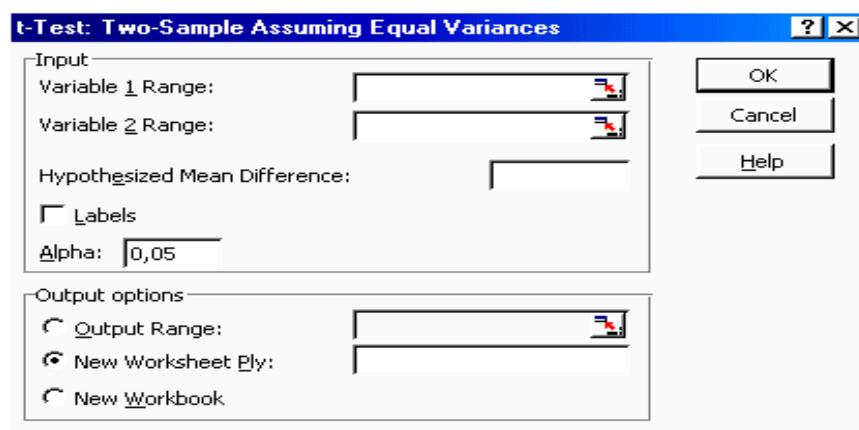 t-Test: Two-Sample Assuming Equal Variances
Input
Variable 1 Range:
Variable 2 Range:
Hypothesized Mean Difference:
Labels
Alpha: 0,05
Output options
Output Range:
New Worksheet Ply:
New Workbook
OK
Cancel
Help